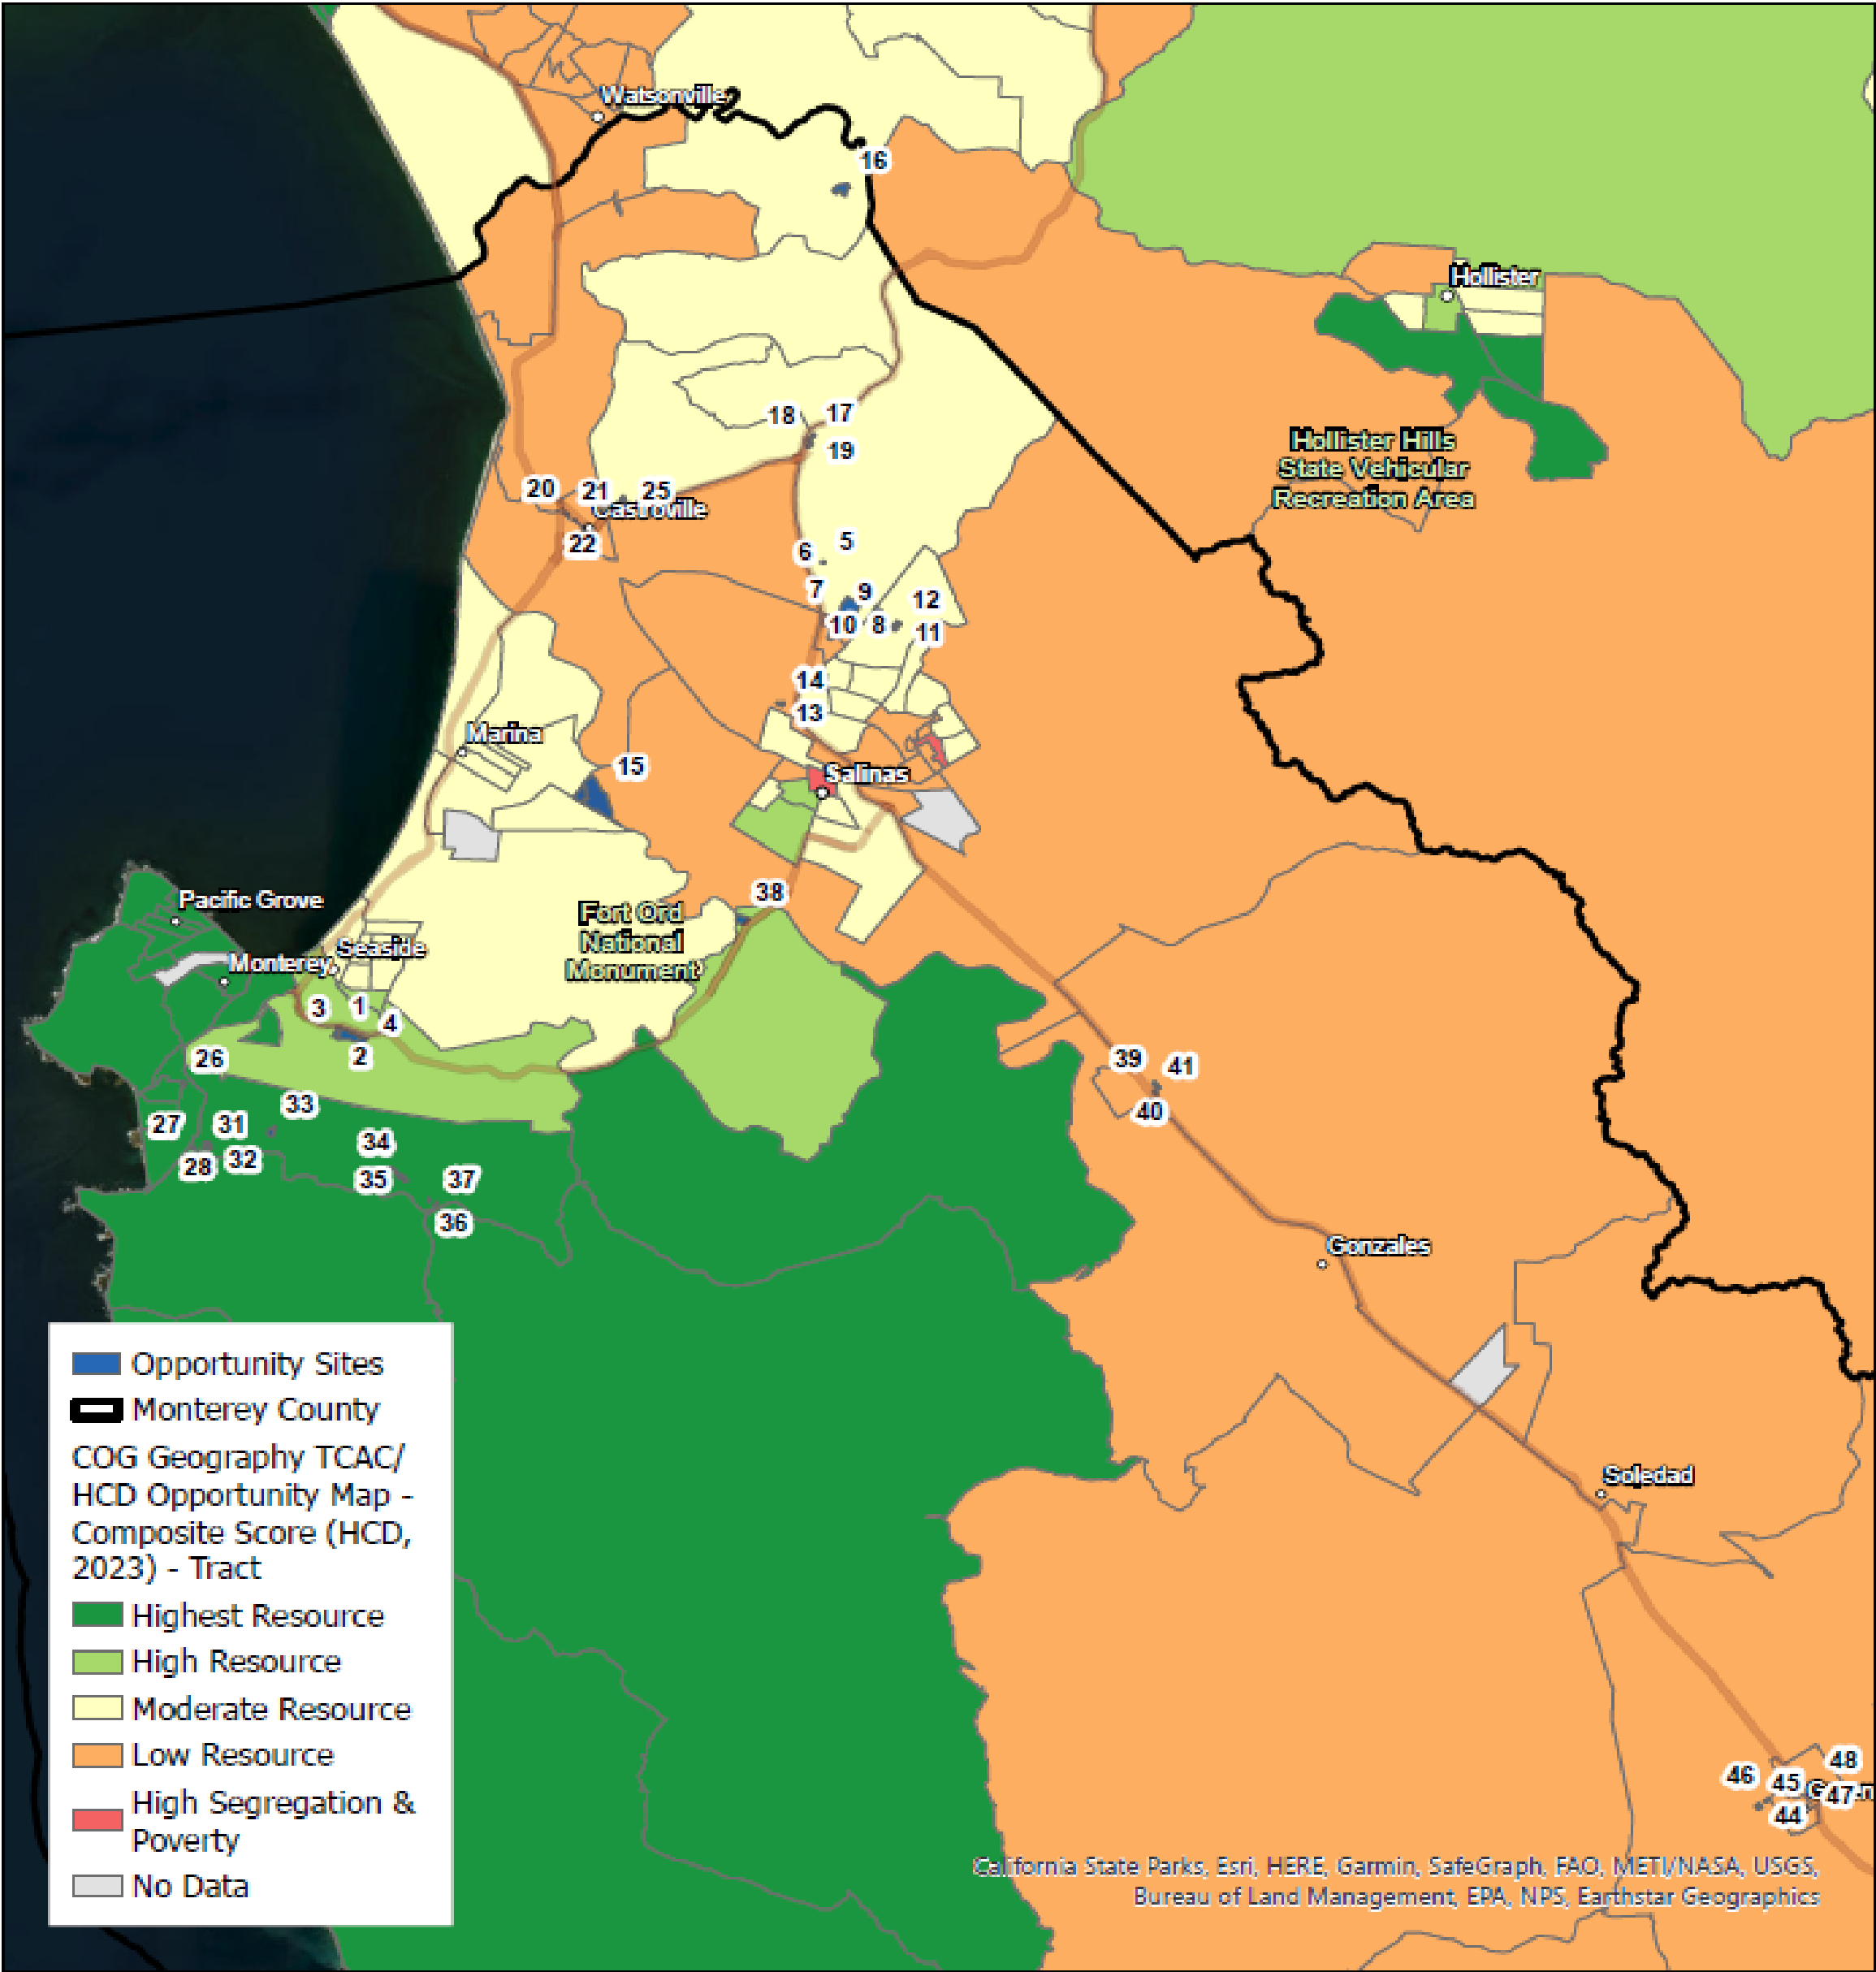 Watsonville
16
Hollister
Hollister Hills
State Vehicular
Recreation Area
18
17
19
20
21
25
Castroville
22
5
6
7
9
12
10
8
11
14
13
Marina
15
Salinas
38
Pacific Grove
Fort Ord
National
Monument
Seaside
Monterey
3
1
4
2
26
39
41
40
33
27
31
34
28
32
35
37
36
Gonzales
Soledad
46
45
48
47
44
Opportunity Sites
Monterey County
COG Geography TCAC/
HCD Opportunity Map -
Composite Score (HCD,
2023) - Tract
Highest Resource
High Resource
Moderate Resource
Low Resource
High Segregation &
Poverty
No Data
California State Parks, Esri, HERE, Garmin, SafeGraph, FAO, METI/NASA, USGS,
Bureau of Land Management, EPA, NPS, Earthstar Geographics